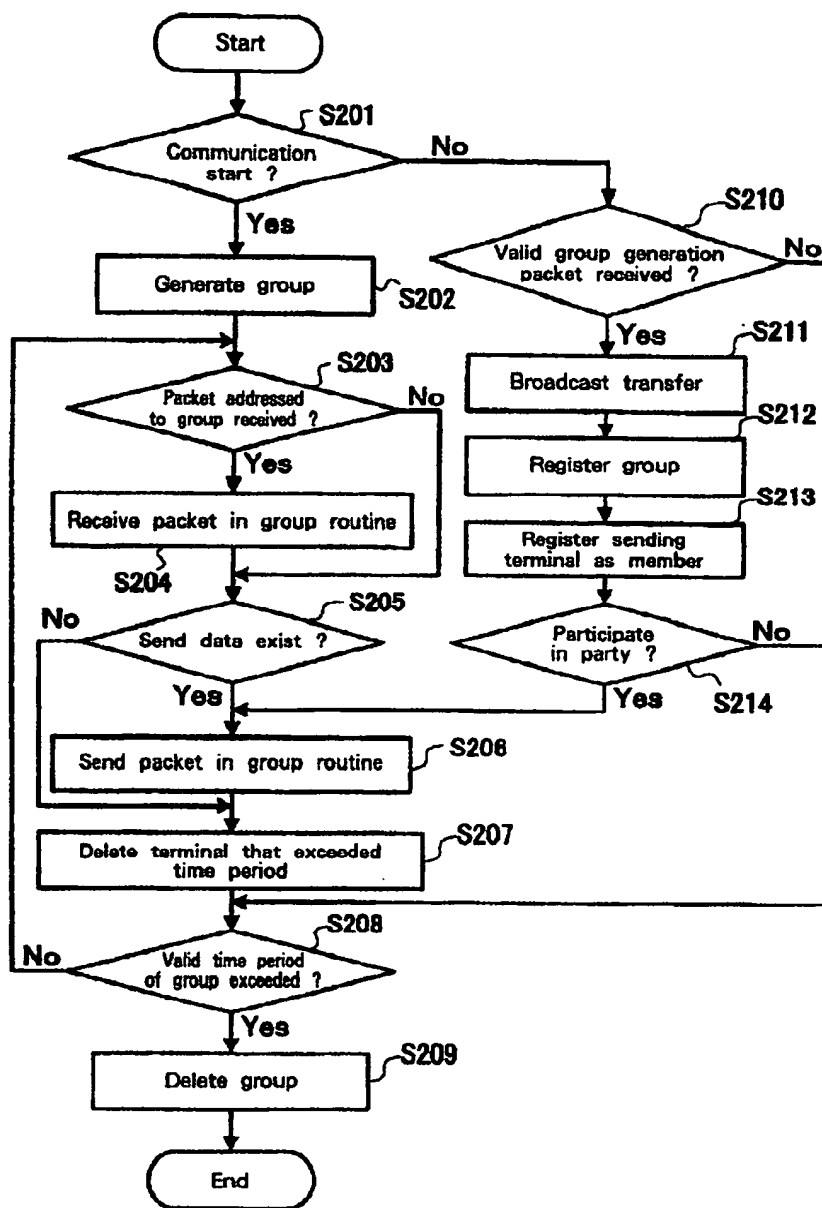 Start
S201
Communication
start ?
No
Yes
S210
Valid group generation
packet received ?
No
Yes
Generate group
S202
S203
Packet addressed
to group received ?
No
Yes
S211
Broadcast transfer
S212
Register group
S213
Register sending
terminal as member
Receive packet in group routine
S204
S205
No
Send data exist ?
Yes
Participate
in party ?
No
Yes
S214
S206
Send packet in group routine
S207
Delete terminal that exceeded
time period
S208
No
Valid time period
of group exceeded ?
Yes
S209
Delete group
End